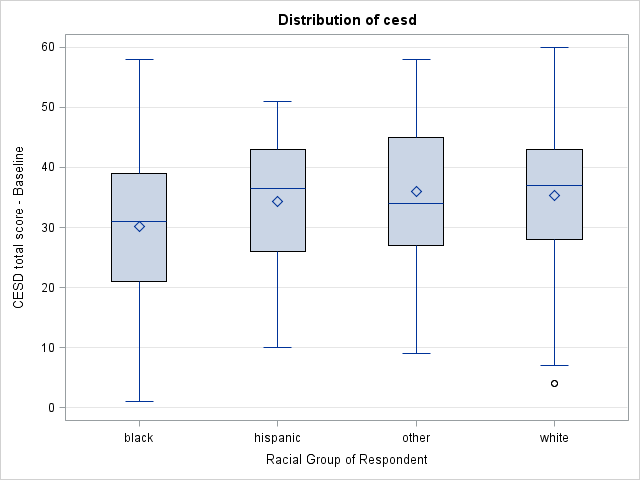 Distribution of cesd
60
50
40
30
20
10
0
CESD total score - Baseline
black
hispanic
other
white
Racial Group of Respondent